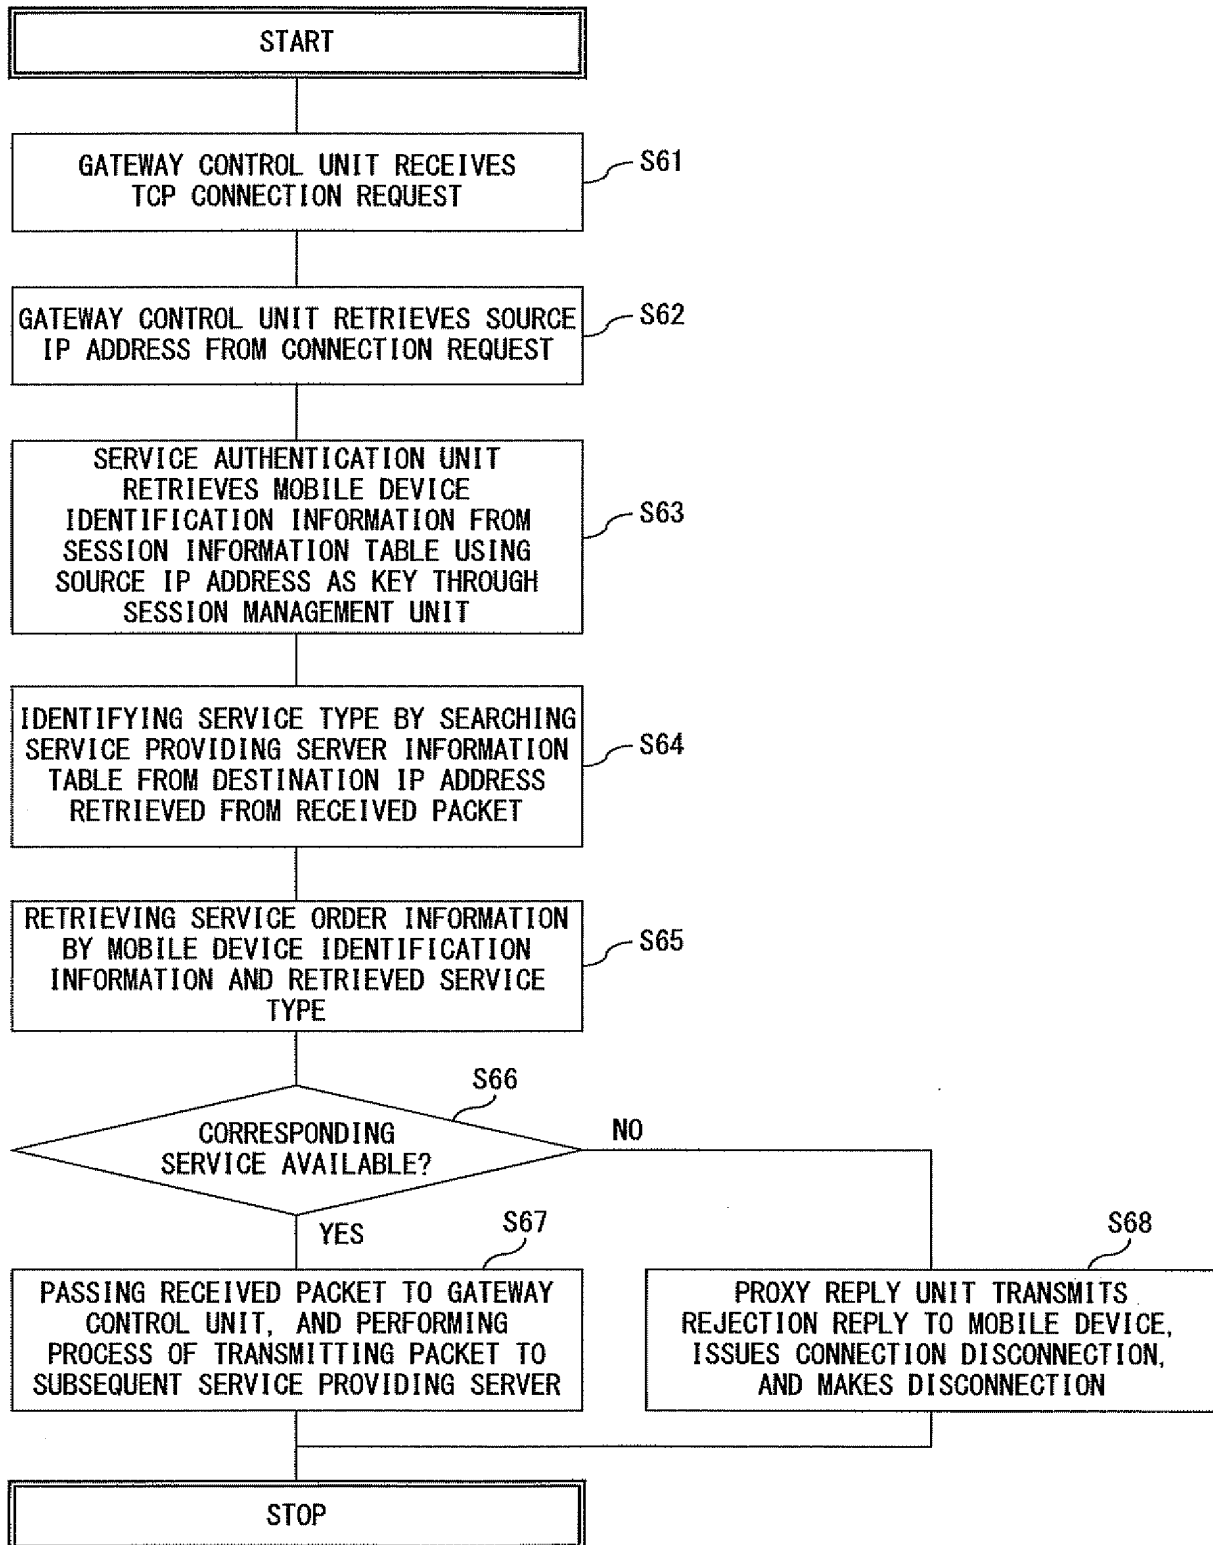 START
GATEWAY CONTROL UNIT RECEIVES
TCP CONNECTION REQUEST
S61
GATEWAY CONTROL UNIT RETRIEVES SOURCE
IP ADDRESS FROM CONNECTION REQUEST
S62
SERVICE AUTHENTICATION UNIT
RETRIEVES MOBILE DEVICE
IDENTIFICATION INFORMATION FROM
SESSION INFORMATION TABLE USING
SOURCE IP ADDRESS AS KEY THROUGH
SESSION MANAGEMENT UNIT
S63
IDENTIFYING SERVICE TYPE BY SEARCHING
SERVICE PROVIDING SERVER INFORMATION
TABLE FROM DESTINATION IP ADDRESS
RETRIEVED FROM RECEIVED PACKET
S64
RETRIEVING SERVICE ORDER INFORMATION
BY MOBILE DEVICE IDENTIFICATION
INFORMATION AND RETRIEVED SERVICE
TYPE
S65
S66
CORRESPONDING
SERVICE AVAILABLE?
NO
YES
S67
PASSING RECEIVED PACKET TO GATEWAY
CONTROL UNIT, AND PERFORMING
PROCESS OF TRANSMITTING PACKET TO
SUBSEQUENT SERVICE PROVIDING SERVER
S68
PROXY REPLY UNIT TRANSMITS
REJECTION REPLY TO MOBILE DEVICE,
ISSUES CONNECTION DISCONNECTION,
AND MAKES DISCONNECTION
STOP